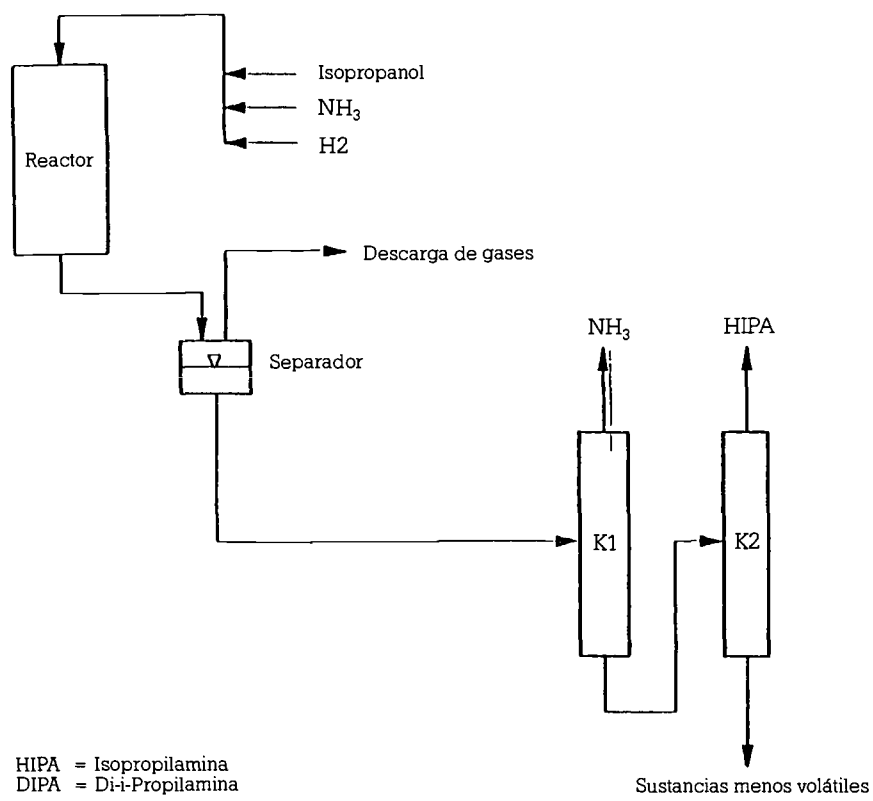 Isopropanol
NH₃
H2
Reactor
Descarga de gases
Separador
NH₃
HIPA
K1
K2
HIPA = Isopropilamina
DIPA = Di-i-Propilamina
Sustancias menos volátiles